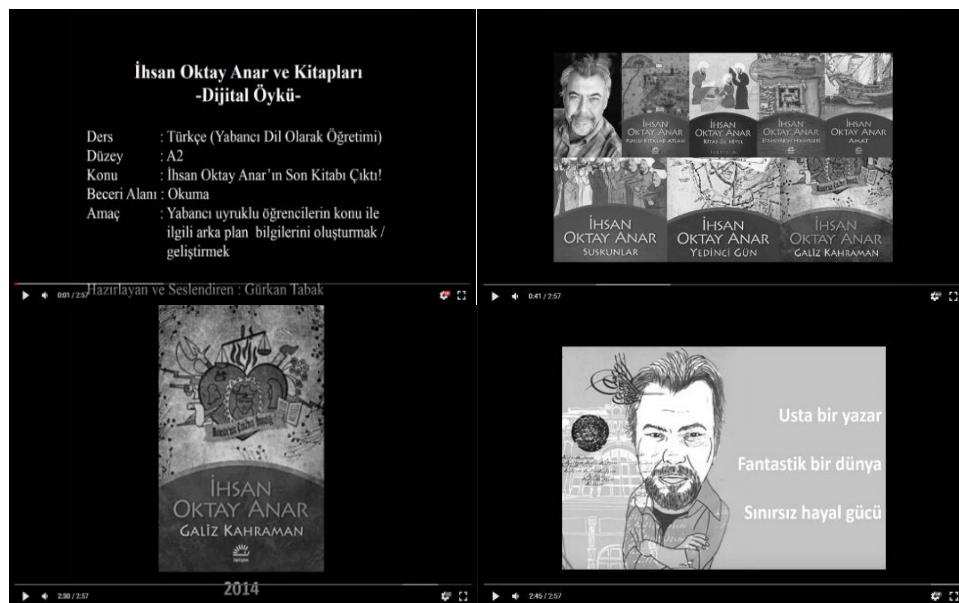 İhsan Oktay Anar ve Kitapları
-Dijital Öykü-
Ders : Türkçe (Yabancı Dil Olarak Öğretimi)
Düzey : A2
Konu : İhsan Oktay Anar’ın Son Kitabı Çıktı!
Beceri Alanı : Okuma
Amaç : Yabancı uyruklu öğrencilerin konu ile
ilgili arka plan bilgilerini oluşturmak /
geliştirmek
Hazırlayan ve Seslendiren : Gürkan Tabak
0:01 / 2:57
İHSAN
OKTAY ANAR
PUSLU KITALAR ATLASI
İHSAN
OKTAY ANAR
KİTAB-ÜL HİYEL
İHSAN
OKTAY ANAR
EFRÂSİYÂB'IN HİKÂYELERİ
İHSAN
OKTAY ANAR
AMAT
İHSAN
OKTAY ANAR
SUSKUNLAR
İHSAN
OKTAY ANAR
YEDİNCİ GÜN
İHSAN
OKTAY ANAR
GALİZ KAHRAMAN
0:41 / 2:57
İHSAN
OKTAY ANAR
GALİZ KAHRAMAN
iletişim
2014
2:30 / 2:57
Usta bir yazar
Fantastik bir dünya
Sınırsız hayal gücü
2:45 / 2:57